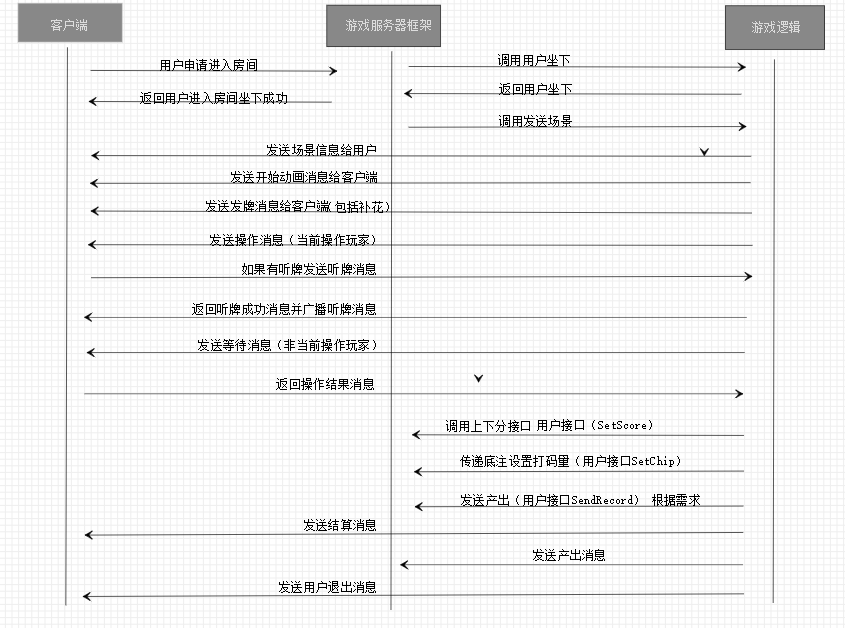 客户端
游戏服务器框架
游戏逻辑
用户申请进入房间
调用用户坐下
返回用户进入房间坐下成功
返回用户坐下
调用发送场景
发送场景信息给用户
发送开始动画消息给客户端
发送发牌消息给客户端(包括补花)
发送操作消息（当前操作玩家）
如果有听牌发送听牌消息
返回听牌成功消息并广播听牌消息
发送等待消息（非当前操作玩家）
返回操作结果消息
调用上下分接口 用户接口（SetScore）
传递底注设置打码量（用户接口SetChip）
发送产出（用户接口SendRecord） 根据需求
发送结算消息
发送产出消息
发送用户退出消息